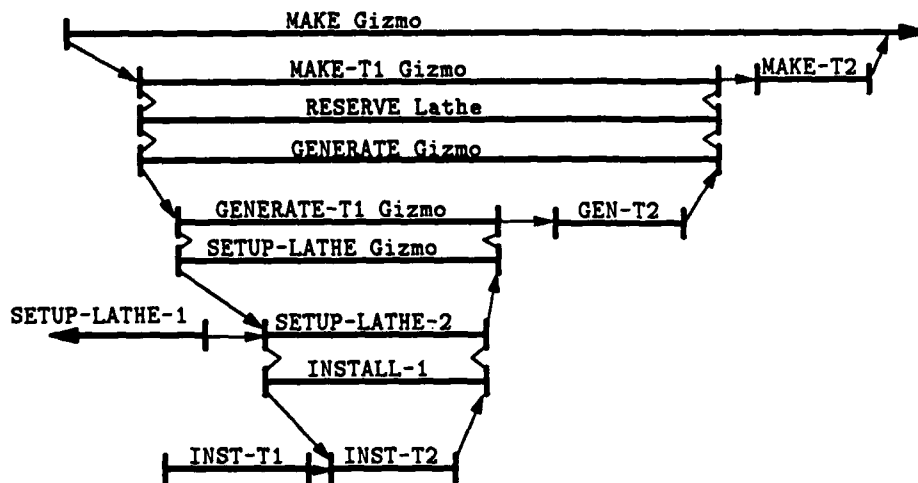 MAKE Gizmo
MAKE-T1 Gizmo
MAKE-T2
RESERVE Lathe
GENERATE Gizmo
GENERATE-T1 Gizmo
GEN-T2
SETUP-LATHE Gizmo
SETUP-LATHE-1
SETUP-LATHE-2
INSTALL-1
INST-T1
INST-T2